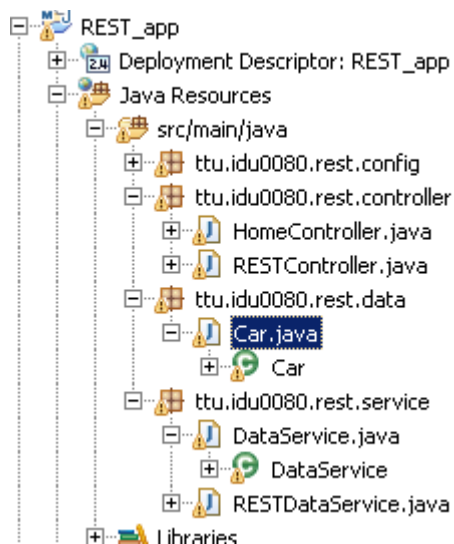 REST_app
Deployment Descriptor: REST_app
Java Resources
src/main/java
ttu.idu0080.rest.config
ttu.idu0080.rest.controller
HomeController.java
RESTController.java
ttu.idu0080.rest.data
Car.java
Car
ttu.idu0080.rest.service
DataService.java
DataService
RESTDataService.java
Libraries